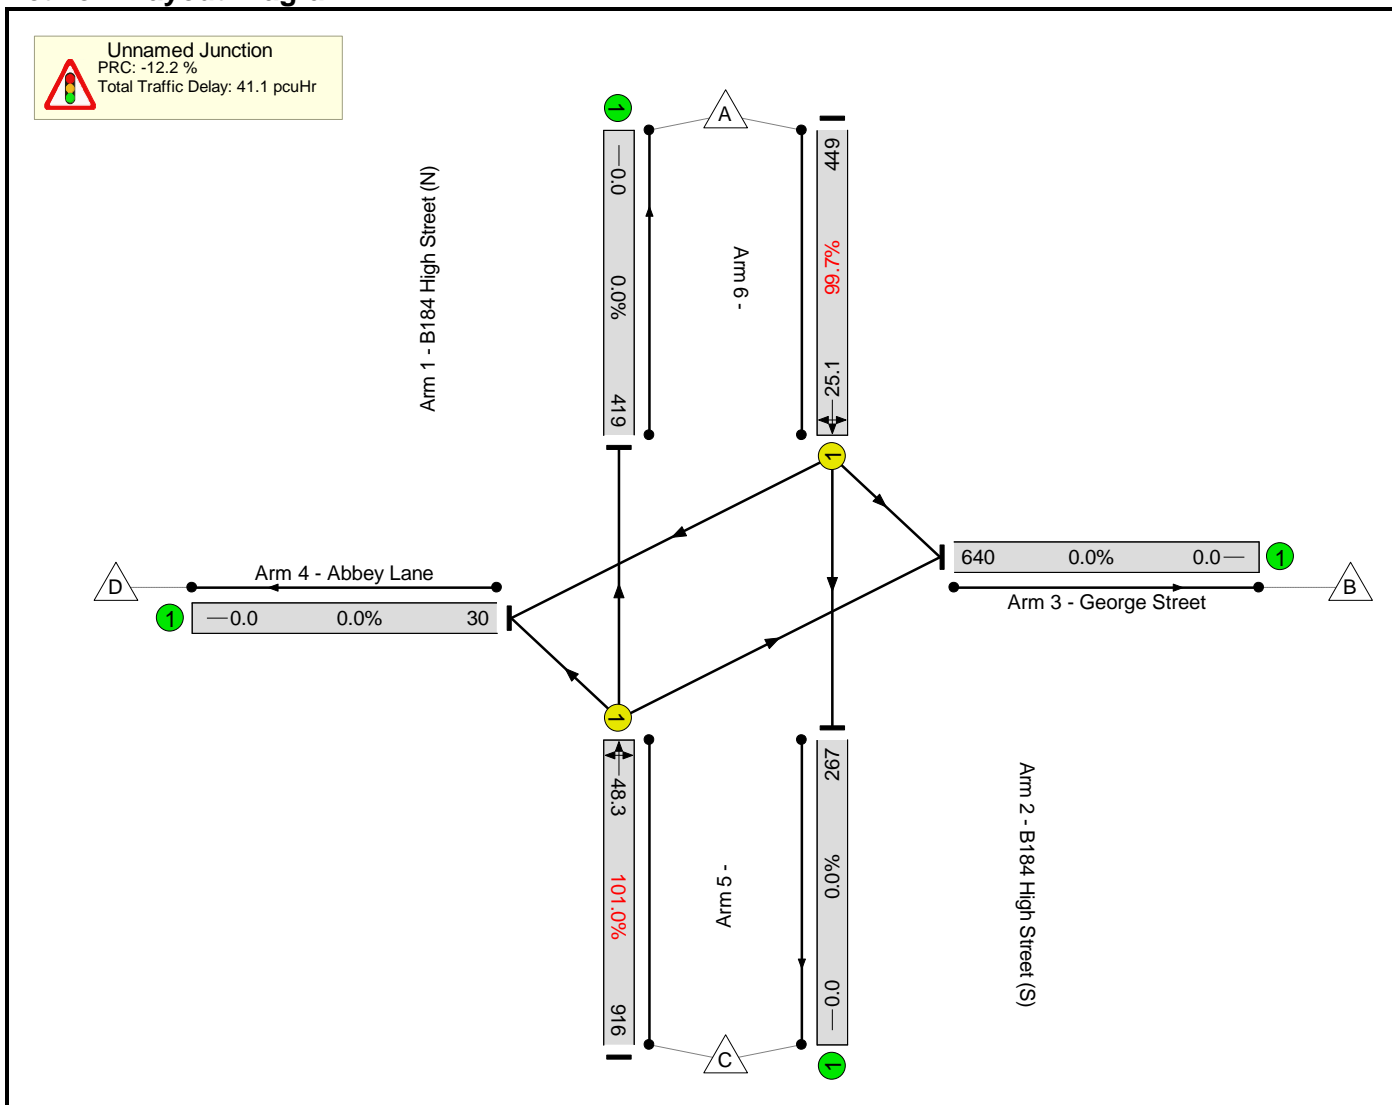 Unnamed Junction
PRC: -12.2 %
Total Traffic Delay: 41.1 pcuHr
1
A
0.0
0.0%
419
449
99.7%
25.1
Arm 1 - B184 High Street (N)
Arm 6 -
1
1
640 0.0% 0.0
1
B
Arm 3 - George Street
D
Arm 4 - Abbey Lane
1
0.0 0.0% 30
1
48.3
101.0%
916
Arm 5 -
267
0.0%
0.0
Arm 2 - B184 High Street (S)
C
1